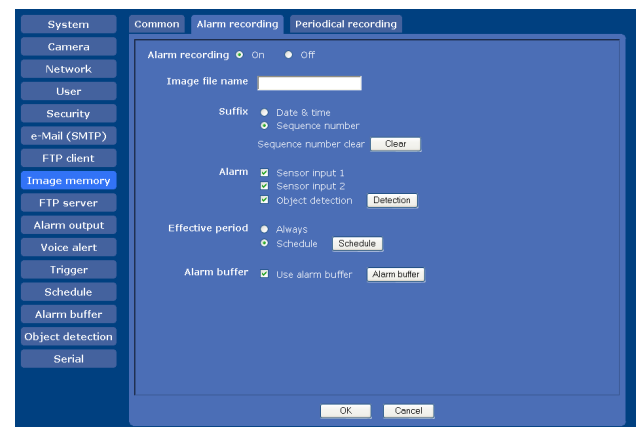 System
Camera
Network
User
Security
e-Mail (SMTP)
FTP client
Image memory
FTP server
Alarm output
Voice alert
Trigger
Schedule
Alarm buffer
Object detection
Serial
Common Alarm recording Periodical recording
Alarm recording On Off
Image file name
Suffix Date & time
Sequence number
Sequence number clear Clear
Alarm Sensor input 1
Sensor input 2
Object detection Detection
Effective period Always
Schedule Schedule
Alarm buffer Use alarm buffer Alarm buffer
OK Cancel